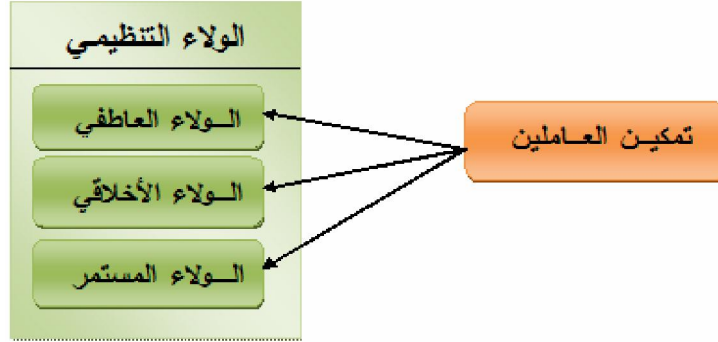 الولاء التنظيمي
الـولاء العاطفي
الـولاء الأخلاقي
الـولاء المستمر
تمكيـن العـاملين